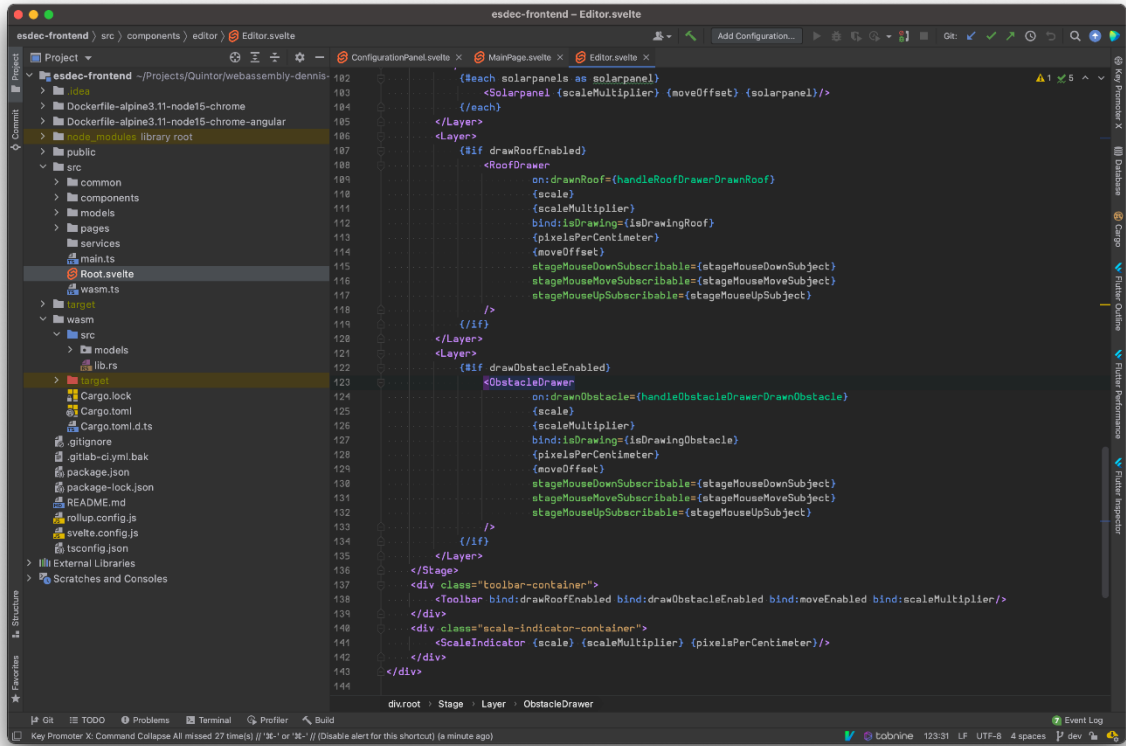 esdec-frontend – Editor.svelte
esdec-frontend 〉 src 〉 components 〉 editor 〉 Editor.svelte
Add Configuration...
Git:
Project
ConfigurationPanel.svelte ×
MainPage.svelte ×
Editor.svelte ×
Project
Commit
Structure
Favorites
esdec-frontend ~/Projects/Quintor/webassembly-dennis-
.idea
Dockerfile-alpine3.11-node15-chrome
Dockerfile-alpine3.11-node15-chrome-angular
node_modules library root
public
src
common
components
models
pages
services
main.ts
Root.svelte
wasm.ts
target
wasm
src
models
lib.rs
target
Cargo.lock
Cargo.toml
Cargo.toml.d.ts
.gitignore
.gitlab-ci.yml.bak
package.json
package-lock.json
README.md
rollup.config.js
svelte.config.js
tsconfig.json
External Libraries
Scratches and Consoles
102 {#each solarpanels as solarpanel}
103 <Solarpanel {scaleMultiplier} {moveOffset} {solarpanel}/>
104 {/each}
105 </Layer>
106 <Layer>
107 {#if drawRoofEnabled}
108 <RoofDrawer
109 on:drawnRoof={handleRoofDrawerDrawnRoof}
110 {scale}
111 {scaleMultiplier}
112 bind:isDrawing={isDrawingRoof}
113 {pixelsPerCentimeter}
114 {moveOffset}
115 stageMouseDownSubscribable={stageMouseDownSubject}
116 stageMouseMoveSubscribable={stageMouseMoveSubject}
117 stageMouseUpSubscribable={stageMouseUpSubject}
118 />
119 {/if}
120 </Layer>
121 <Layer>
122 {#if drawObstacleEnabled}
123 <ObstacleDrawer
124 on:drawnObstacle={handleObstacleDrawerDrawnObstacle}
125 {scale}
126 {scaleMultiplier}
127 bind:isDrawing={isDrawingObstacle}
128 {pixelsPerCentimeter}
129 {moveOffset}
130 stageMouseDownSubscribable={stageMouseDownSubject}
131 stageMouseMoveSubscribable={stageMouseMoveSubject}
132 stageMouseUpSubscribable={stageMouseUpSubject}
133 />
134 {/if}
135 </Layer>
136 </Stage>
137 <div class="toolbar-container">
138 <Toolbar bind:drawRoofEnabled bind:drawObstacleEnabled bind:moveEnabled bind:scaleMultiplier/>
139 </div>
140 <div class="scale-indicator-container">
141 <ScaleIndicator {scale} {scaleMultiplier} {pixelsPerCentimeter}/>
142 </div>
143 </div>
144
1 5
Key Promoter X
Database
Cargo
Flutter Outline
Flutter Performance
Flutter Inspector
div.root › Stage › Layer › ObstacleDrawer
Git
TODO
Problems
Terminal
Profiler
Build
7 Event Log
Key Promoter X: Command Collapse All missed 27 time(s) // '⌘-' or '⌘-' // (Disable alert for this shortcut) (a minute ago)
tabnine 123:31 LF UTF-8 4 spaces dev